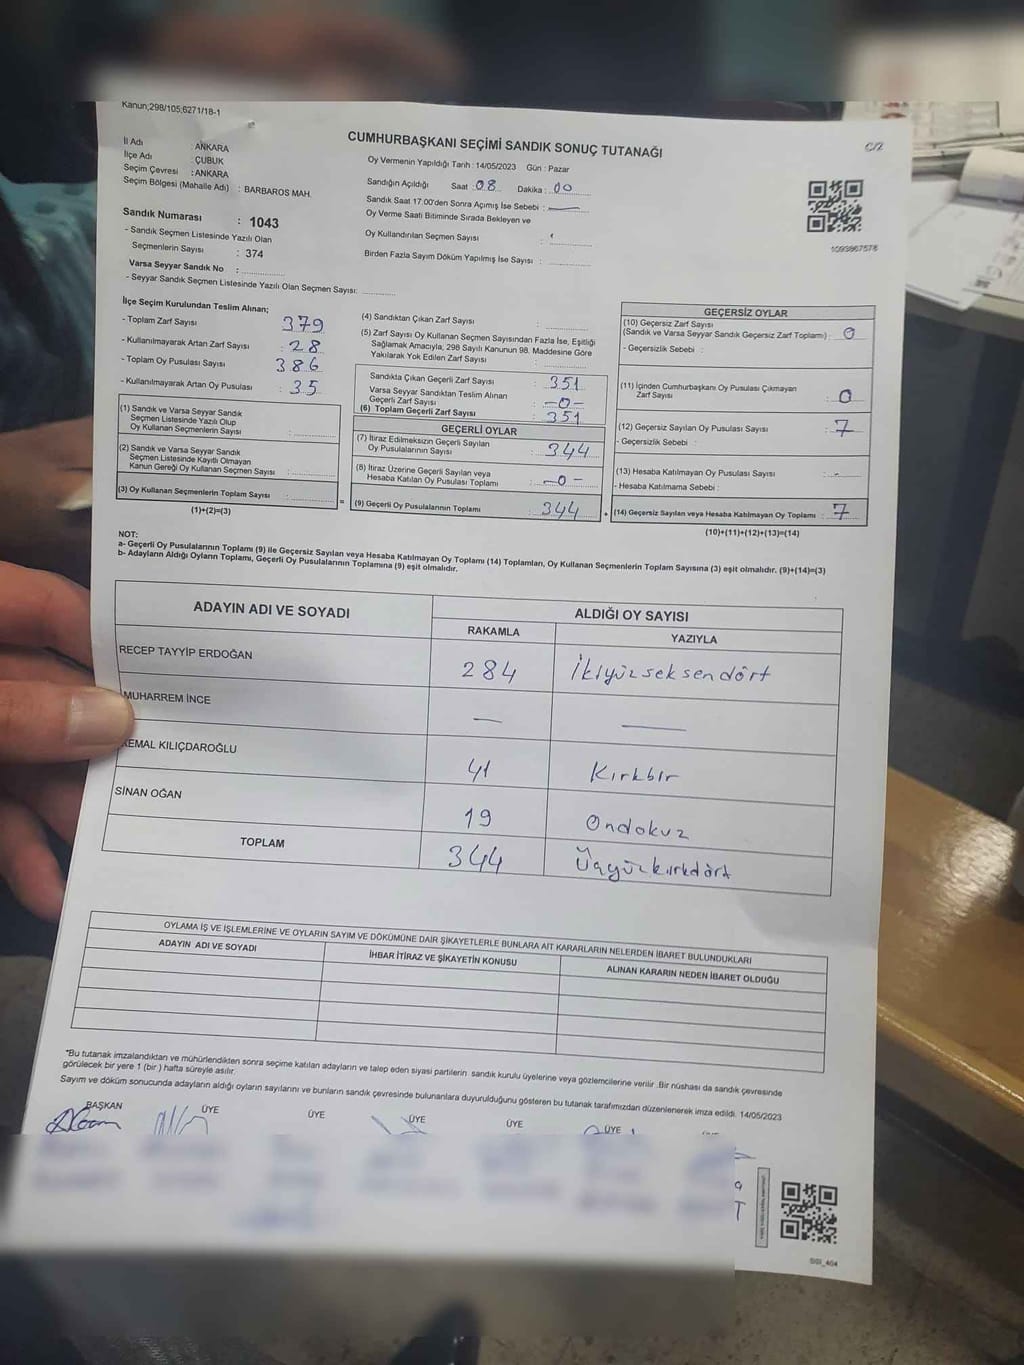 Kanun;298/105,6271/18-1
C/2
CUMHURBAŞKANI SEÇİMİ SANDIK SONUÇ TUTANAĞI
İl Adı : ANKARA
İlçe Adı : ÇUBUK
Seçim Çevresi : ANKARA
Seçim Bölgesi (Mahalle Adı) : BARBAROS MAH.
Sandık Numarası : 1043
- Sandık Seçmen Listesinde Yazılı Olan
Seçmenlerin Sayısı : 374
Varsa Seyyar Sandık No :
- Seyyar Sandık Seçmen Listesinde Yazılı Olan Seçmen Sayısı:
Oy Vermenin Yapıldığı Tarih : 14/05/2023 Gün : Pazar
Sandığın Açıldığı Saat : 08 Dakika : 00
Sandık Saat 17.00'den Sonra Açımış İse Sebebi : —
Oy Verme Saati Bitiminde Sırada Bekleyen ve
Oy Kullandırılan Seçmen Sayısı :
Birden Fazla Sayım Döküm Yapılmış İse Sayısı :
1093867576
İlçe Seçim Kurulundan Teslim Alınan;
- Toplam Zarf Sayısı : 379
- Kullanılmayarak Artan Zarf Sayısı : 28
- Toplam Oy Pusulası Sayısı : 386
- Kullanılmayarak Artan Oy Pusulası : 35
(1) Sandık ve Varsa Seyyar Sandık
Seçmen Listesinde Yazılı Olup
Oy Kullanan Seçmenlerin Sayısı :
(2) Sandık ve Varsa Seyyar Sandık
Seçmen Listesinde Kayıtlı Olmayan
Kanun Gereği Oy Kullanan Seçmen Sayısı :
(3) Oy Kullanan Seçmenlerin Toplam Sayısı :
(1)+(2)=(3)
(4) Sandıktan Çıkan Zarf Sayısı :
(5) Zarf Sayısı Oy Kullanan Seçmen Sayısından Fazla İse, Eşitliği
Sağlamak Amacıyla, 298 Sayılı Kanunun 98. Maddesine Göre
Yakılarak Yok Edilen Zarf Sayısı :
Sandıkta Çıkan Geçerli Zarf Sayısı : 351
Varsa Seyyar Sandıktan Teslim Alınan
Geçerli Zarf Sayısı : -0-
(6) Toplam Geçerli Zarf Sayısı : 351
GEÇERLİ OYLAR
(7) İtiraz Edilmeksizin Geçerli Sayılan
Oy Pusulalarının Sayısı : 344
(8) İtiraz Üzerine Geçerli Sayılan veya
Hesaba Katılan Oy Pusulası Toplamı : -0-
= (9) Geçerli Oy Pusulalarının Toplamı : 344
GEÇERSİZ OYLAR
(10) Geçersiz Zarf Sayısı
(Sandık ve Varsa Seyyar Sandık Geçersiz Zarf Toplamı) : 0
- Geçersizlik Sebebi :
(11) İçinden Cumhurbaşkanı Oy Pusulası Çıkmayan
Zarf Sayısı : 0
(12) Geçersiz Sayılan Oy Pusulası Sayısı : 7
- Geçersizlik Sebebi :
(13) Hesaba Katılmayan Oy Pusulası Sayısı : -
- Hesaba Katılmama Sebebi :
+ (14) Geçersiz Sayılan veya Hesaba Katılmayan Oy Toplamı : 7
(10)+(11)+(12)+(13)=(14)
NOT:
a- Geçerli Oy Pusulalarının Toplamı (9) ile Geçersiz Sayılan veya Hesaba Katılmayan Oy Toplamı (14) Toplamları, Oy Kullanan Seçmenlerin Toplam Sayısına (3) eşit olmalıdır. (9)+(14)=(3)
b- Adayların Aldığı Oyların Toplamı, Geçerli Oy Pusulalarının Toplamına (9) eşit olmalıdır.
ADAYIN ADI VE SOYADI ALDIĞI OY SAYISI
RAKAMLA YAZIYLA
RECEP TAYYİP ERDOĞAN 284 İkiyüzseksendört
MUHARREM İNCE — —
KEMAL KILIÇDAROĞLU 41 Kırkbir
SİNAN OĞAN 19 Ondokuz
TOPLAM 344 Üçyüzkırkdört
OYLAMA İŞ VE İŞLEMLERİNE VE OYLARIN SAYIM VE DÖKÜMÜNE DAİR ŞİKAYETLERLE BUNLARA AİT KARARLARIN NELERDEN İBARET BULUNDUKLARI
ADAYIN ADI VE SOYADI İHBAR İTİRAZ VE ŞİKAYETİN KONUSU ALINAN KARARIN NEDEN İBARET OLDUĞU
*Bu tutanak imzalandıktan ve mühürlendikten sonra seçime katılan adayların ve talep eden siyasi partilerin sandık kurulu üyelerine veya gözlemcilerine verilir. Bir nüshası da sandık çevresinde
görülecek bir yere 1 (bir) hafta süreyle asılır.
Sayım ve döküm sonucunda adayların aldığı oyların sayılarını ve bunların sandık çevresinde bulunanlara duyurulduğunu gösteren bu tutanak tarafımızdan düzenlenerek imza edildi. 14/05/2023
BAŞKAN ÜYE ÜYE ÜYE ÜYE ÜYE